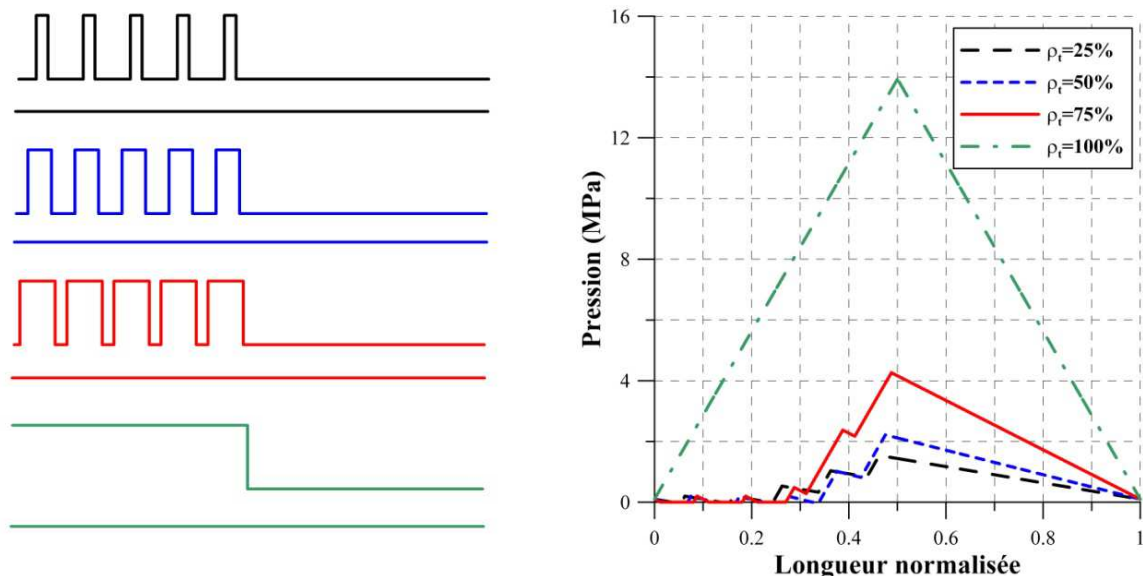 16
12
8
4
0
Pression (MPa)
ρt=25%
ρt=50%
ρt=75%
ρt=100%
0
0.2
0.4
0.6
0.8
1
Longueur normalisée